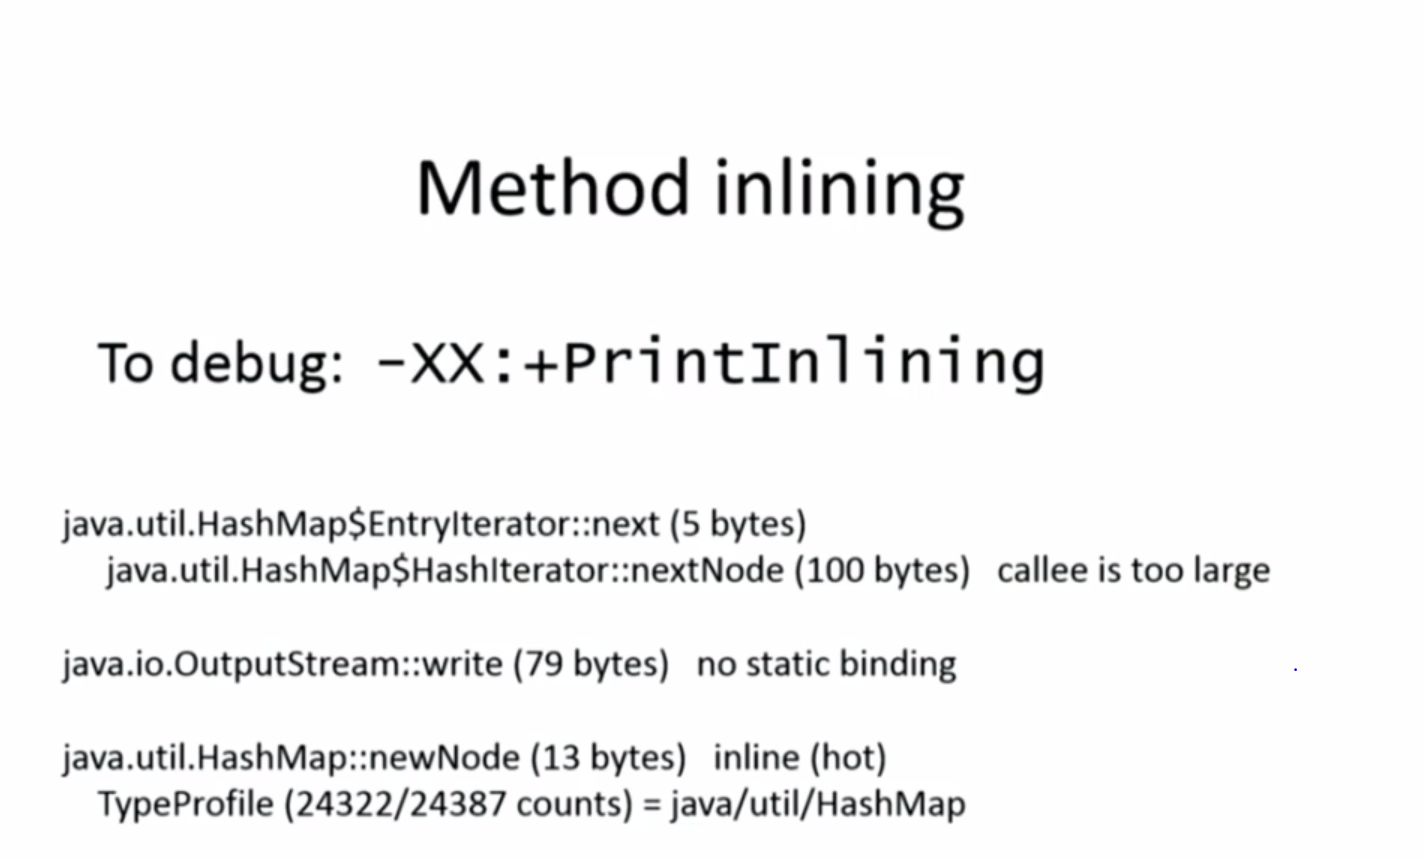 Method inlining
To debug: -XX:+PrintInlining
java.util.HashMap$EntryIterator::next (5 bytes)
java.util.HashMap$HashIterator::nextNode (100 bytes) callee is too large
java.io.OutputStream::write (79 bytes) no static binding
java.util.HashMap::newNode (13 bytes) inline (hot)
TypeProfile (24322/24387 counts) = java/util/HashMap